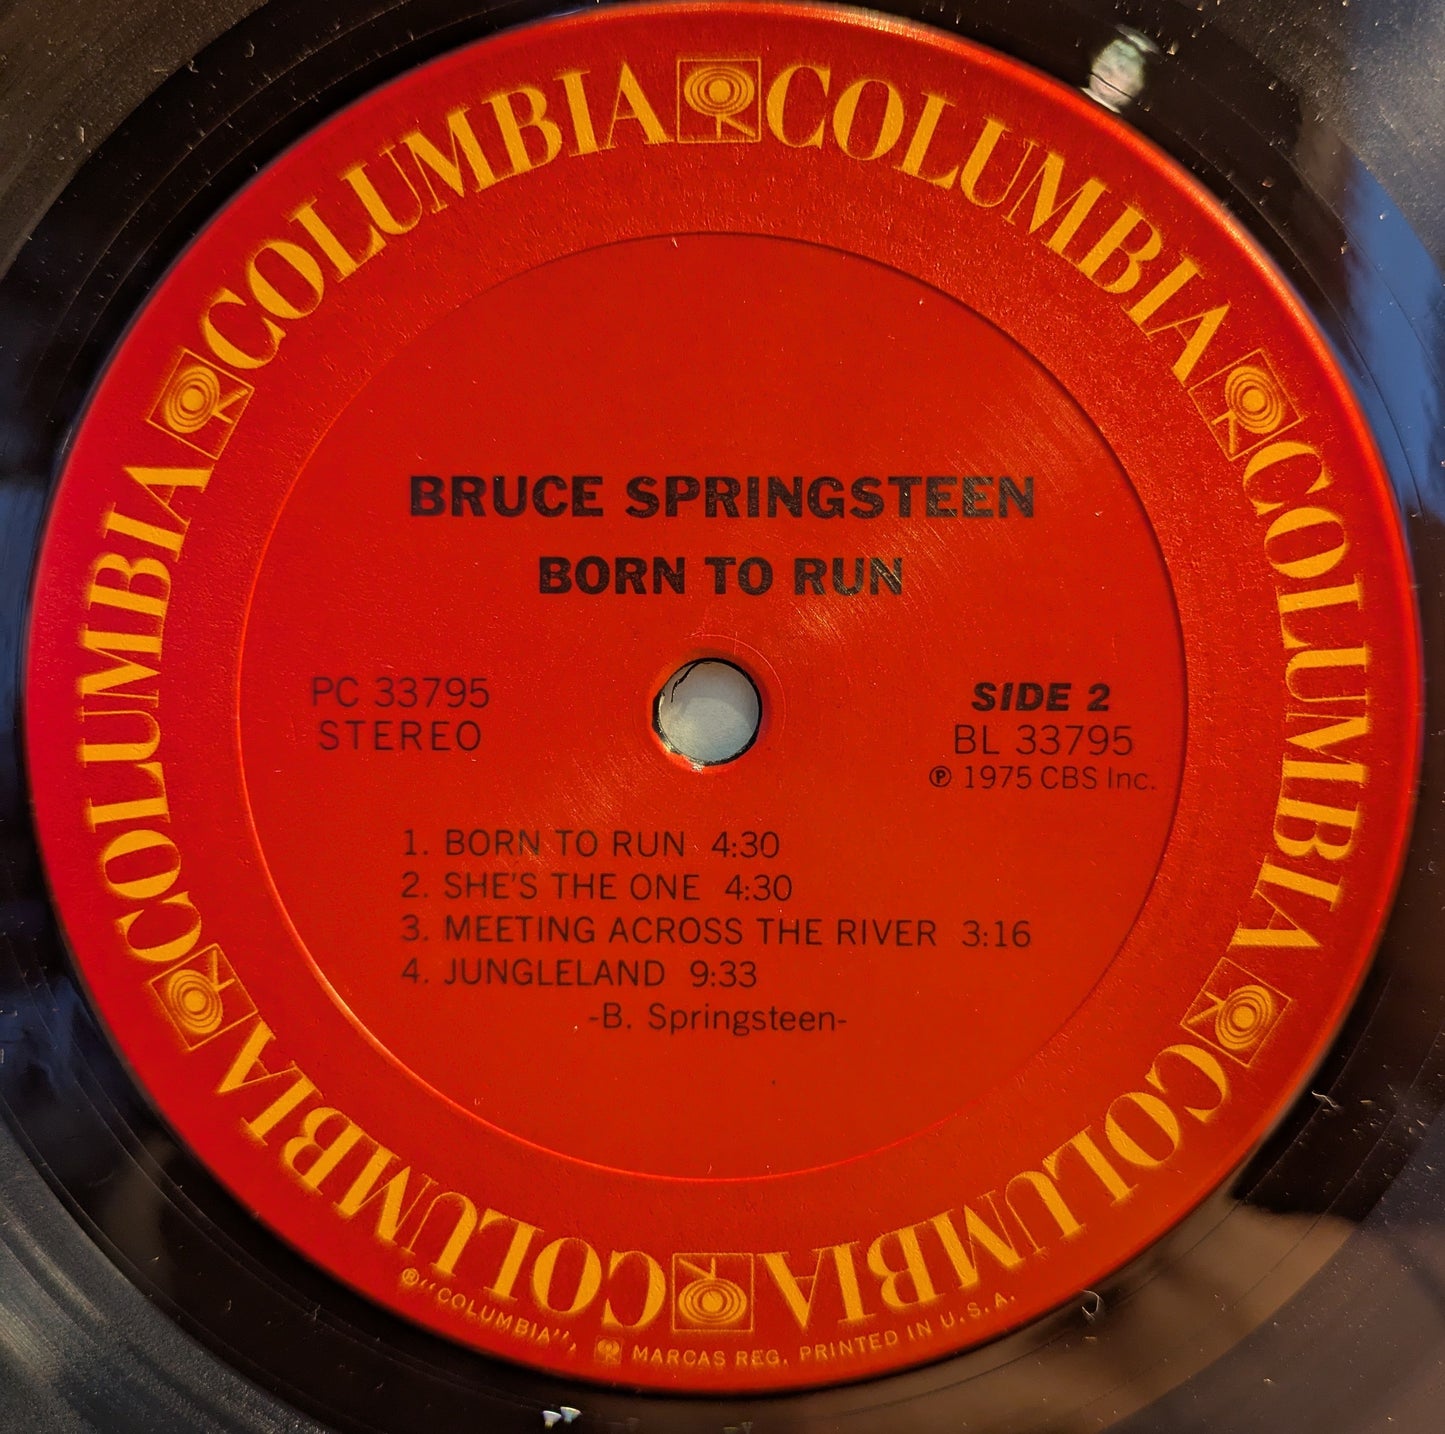 COLUMBIA COLUMBIA COLUMBIA COLUMBIA COLUMBIA COLUMBIA
BRUCE SPRINGSTEEN
BORN TO RUN
PC 33795
STEREO
SIDE 2
BL 33795
℗ 1975 CBS Inc.
1. BORN TO RUN 4:30
2. SHE'S THE ONE 4:30
3. MEETING ACROSS THE RIVER 3:16
4. JUNGLELAND 9:33
-B. Springsteen-
® "COLUMBIA", MARCAS REG. PRINTED IN U.S.A.